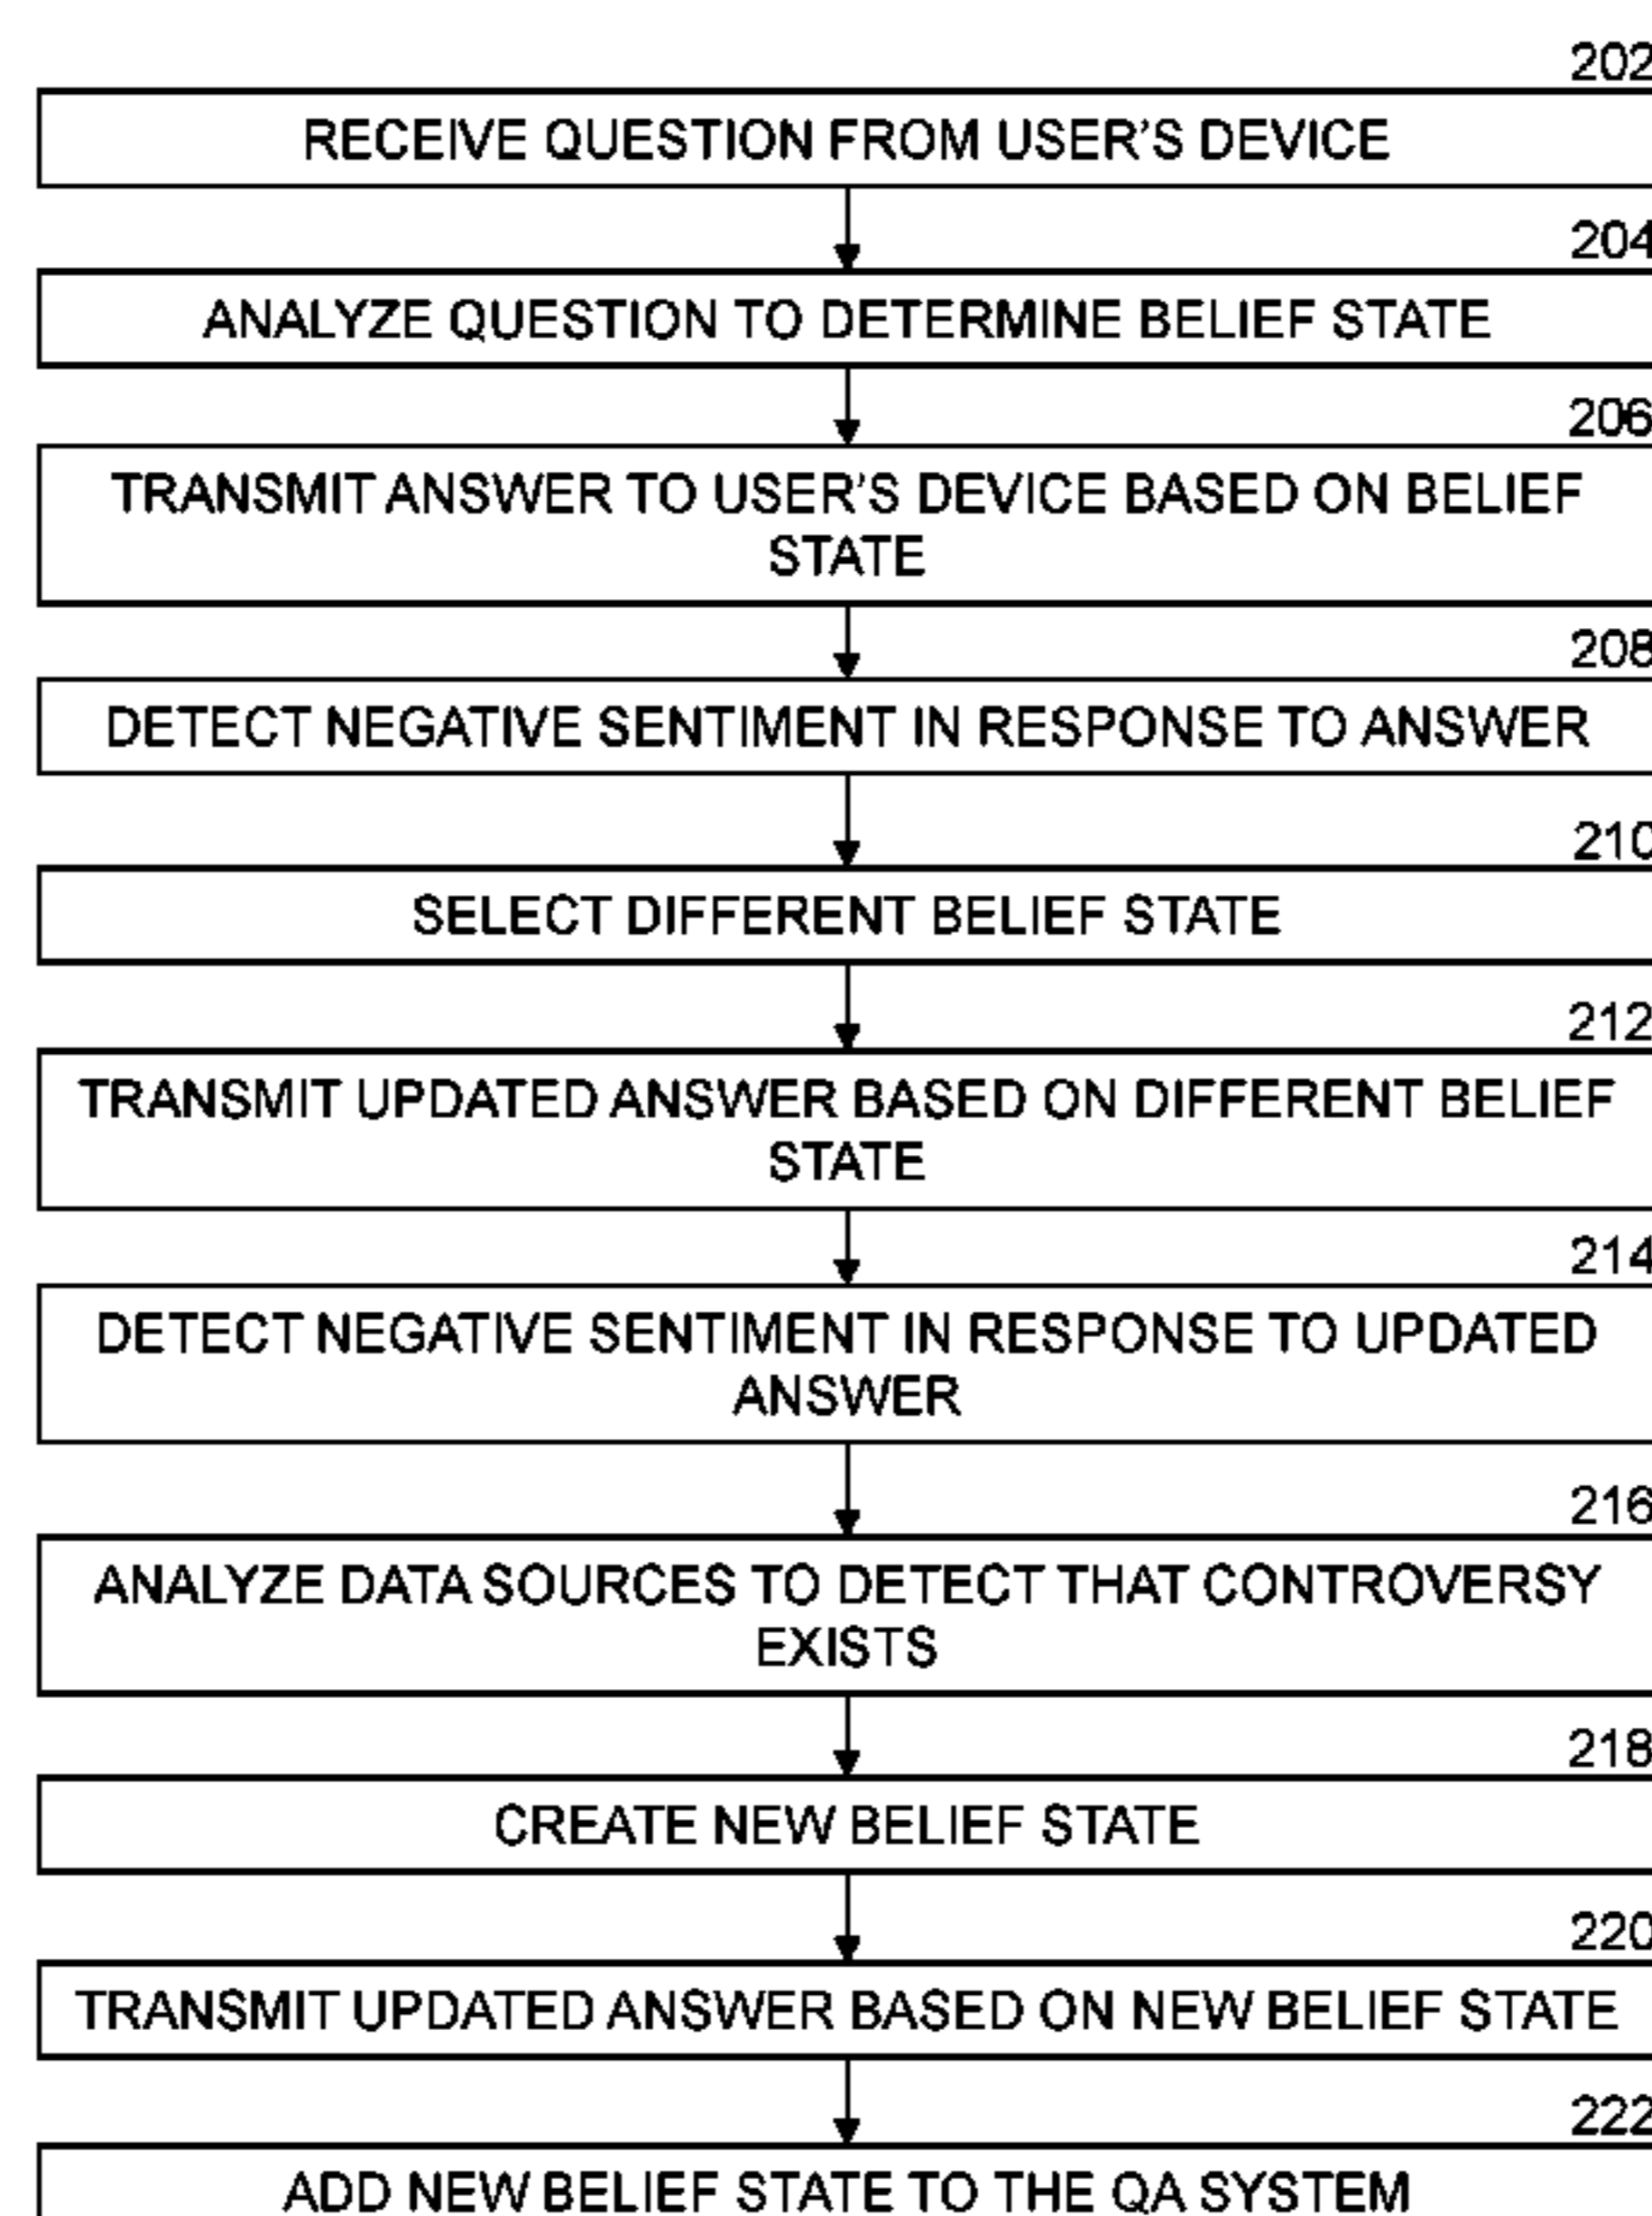 202
RECEIVE QUESTION FROM USER'S DEVICE
204
ANALYZE QUESTION TO DETERMINE BELIEF STATE
206
TRANSMIT ANSWER TO USER'S DEVICE BASED ON BELIEF
STATE
208
DETECT NEGATIVE SENTIMENT IN RESPONSE TO ANSWER
210
SELECT DIFFERENT BELIEF STATE
212
TRANSMIT UPDATED ANSWER BASED ON DIFFERENT BELIEF
STATE
214
DETECT NEGATIVE SENTIMENT IN RESPONSE TO UPDATED
ANSWER
216
ANALYZE DATA SOURCES TO DETECT THAT CONTROVERSY
EXISTS
218
CREATE NEW BELIEF STATE
220
TRANSMIT UPDATED ANSWER BASED ON NEW BELIEF STATE
222
ADD NEW BELIEF STATE TO THE QA SYSTEM